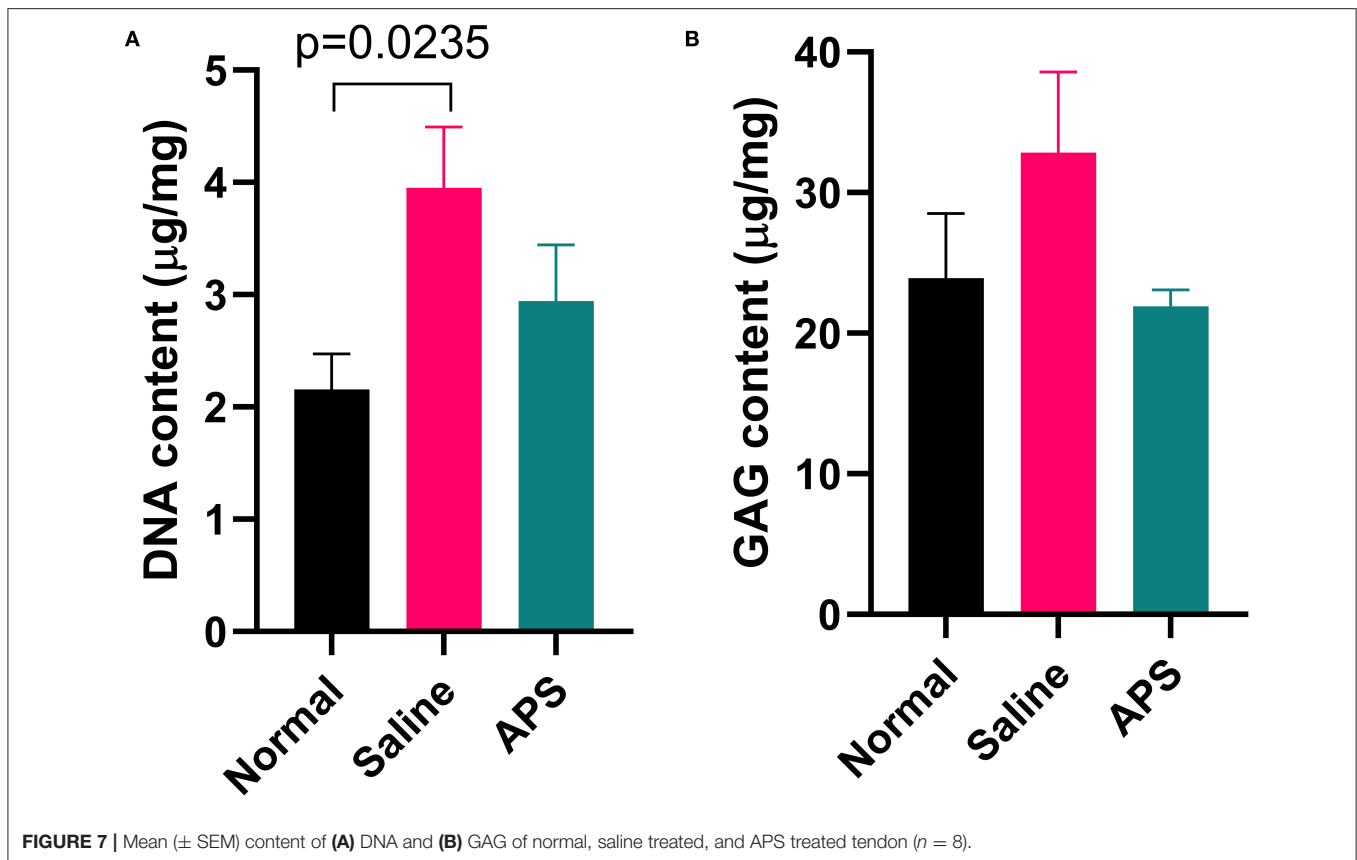 A
p=0.0235
DNA content (µg/mg)
5
4
3
2
1
0
Normal
Saline
APS
B
GAG content (µg/mg)
40
30
20
10
0
Normal
Saline
APS
FIGURE 7 | Mean (± SEM) content of (A) DNA and (B) GAG of normal, saline treated, and APS treated tendon (n = 8).